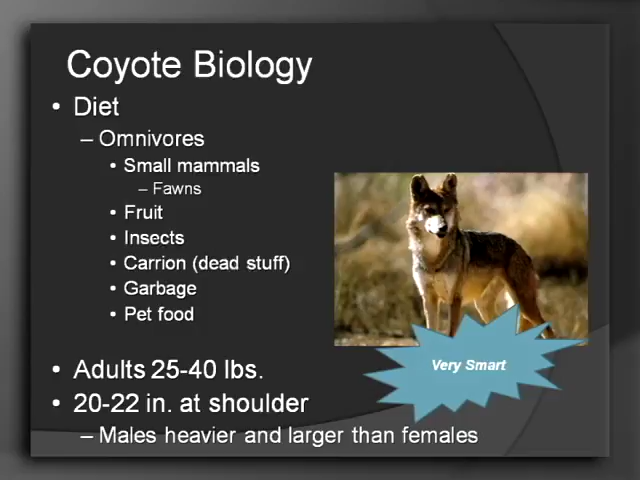 Coyote Biology
• Diet
– Omnivores
• Small mammals
– Fawns
• Fruit
• Insects
• Carrion (dead stuff)
• Garbage
• Pet food
• Adults 25-40 lbs.
• 20-22 in. at shoulder
– Males heavier and larger than females
Very Smart